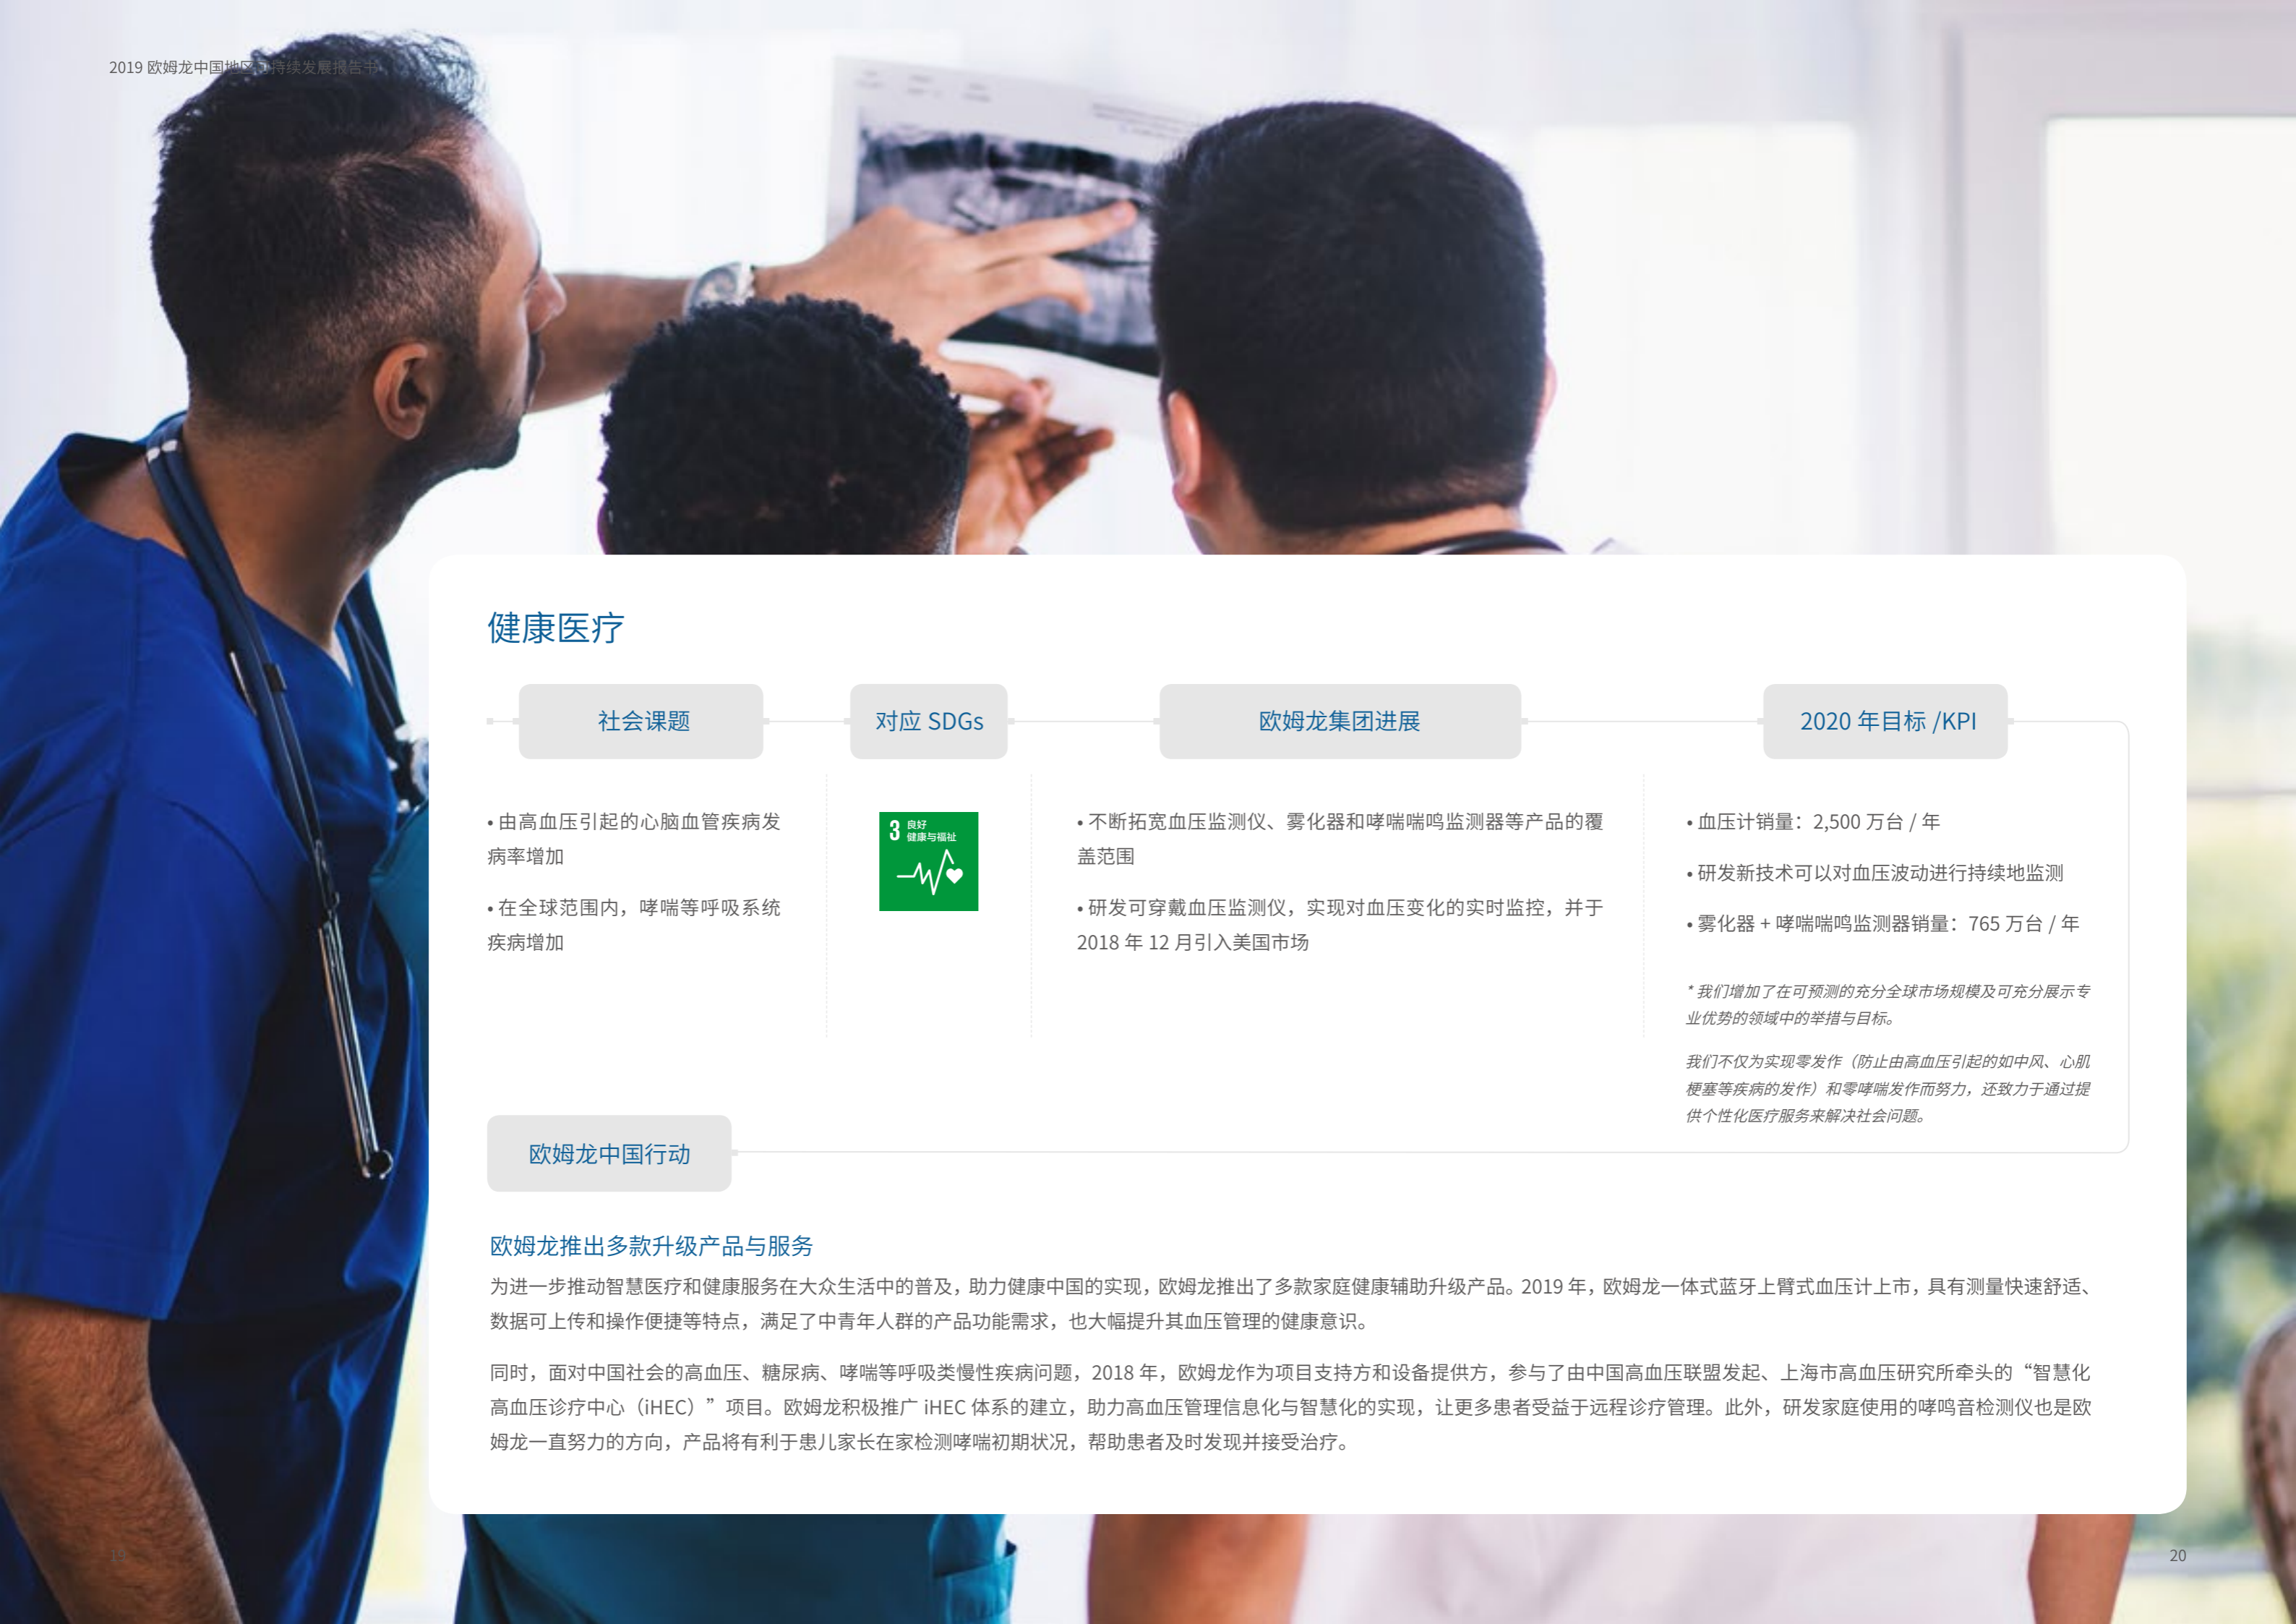 2019 欧姆龙中国地区可持续发展报告书
健康医疗
社会课题
对应 SDGs
欧姆龙集团进展
2020 年目标 /KPI
• 由高血压引起的心脑血管疾病发
病率增加
• 在全球范围内，哮喘等呼吸系统
疾病增加
3 良好
健康与福祉
• 不断拓宽血压监测仪、雾化器和哮喘喘鸣监测器等产品的覆
盖范围
• 研发可穿戴血压监测仪，实现对血压变化的实时监控，并于
2018 年 12 月引入美国市场
• 血压计销量：2,500 万台 / 年
• 研发新技术可以对血压波动进行持续地监测
• 雾化器 + 哮喘喘鸣监测器销量：765 万台 / 年
* 我们增加了在可预测的充分全球市场规模及可充分展示专
业优势的领域中的举措与目标。
我们不仅为实现零发作（防止由高血压引起的如中风、心肌
梗塞等疾病的发作）和零哮喘发作而努力，还致力于通过提
供个性化医疗服务来解决社会问题。
欧姆龙中国行动
欧姆龙推出多款升级产品与服务
为进一步推动智慧医疗和健康服务在大众生活中的普及，助力健康中国的实现，欧姆龙推出了多款家庭健康辅助升级产品。2019 年，欧姆龙一体式蓝牙上臂式血压计上市，具有测量快速舒适、
数据可上传和操作便捷等特点，满足了中青年人群的产品功能需求，也大幅提升其血压管理的健康意识。
同时，面对中国社会的高血压、糖尿病、哮喘等呼吸类慢性疾病问题，2018 年，欧姆龙作为项目支持方和设备提供方，参与了由中国高血压联盟发起、上海市高血压研究所牵头的“智慧化
高血压诊疗中心（iHEC）”项目。欧姆龙积极推广 iHEC 体系的建立，助力高血压管理信息化与智慧化的实现，让更多患者受益于远程诊疗管理。此外，研发家庭使用的哮鸣音检测仪也是欧
姆龙一直努力的方向，产品将有利于患儿家长在家检测哮喘初期状况，帮助患者及时发现并接受治疗。
19
20